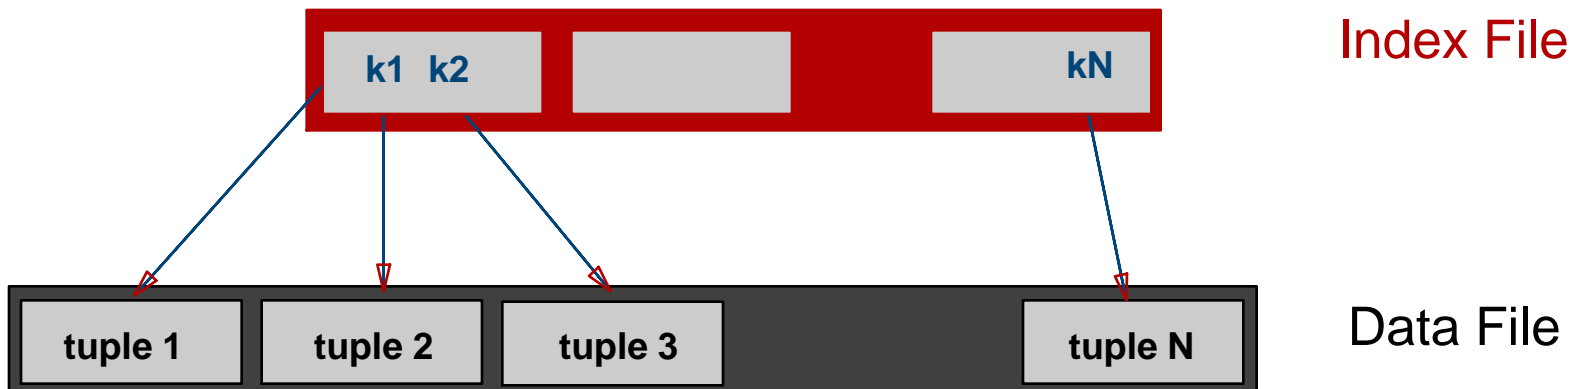 k1 k2
kN
Index File
tuple 1
tuple 2
tuple 3
tuple N
Data File